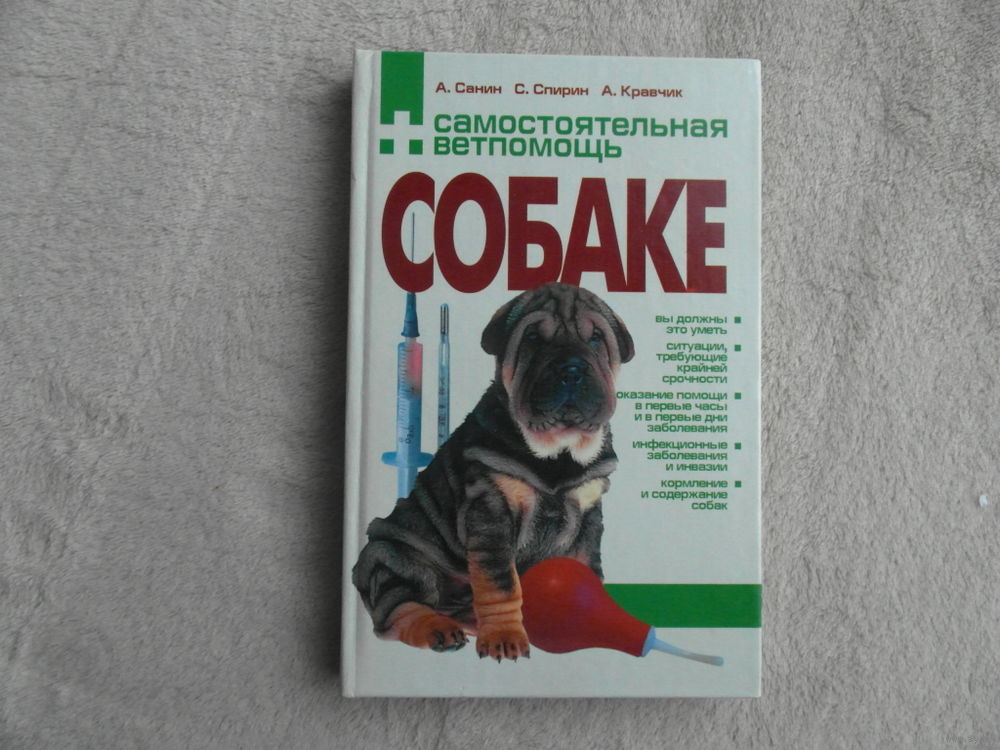 А. Санин С. Спирин А. Кравчик
самостоятельная
ветпомощь
СОБАКЕ
вы должны
это уметь
ситуации,
требующие
крайней
срочности
оказание помощи
в первые часы
и в первые дни
заболевания
инфекционные
заболевания
и инвазии
кормление
и содержание
собак